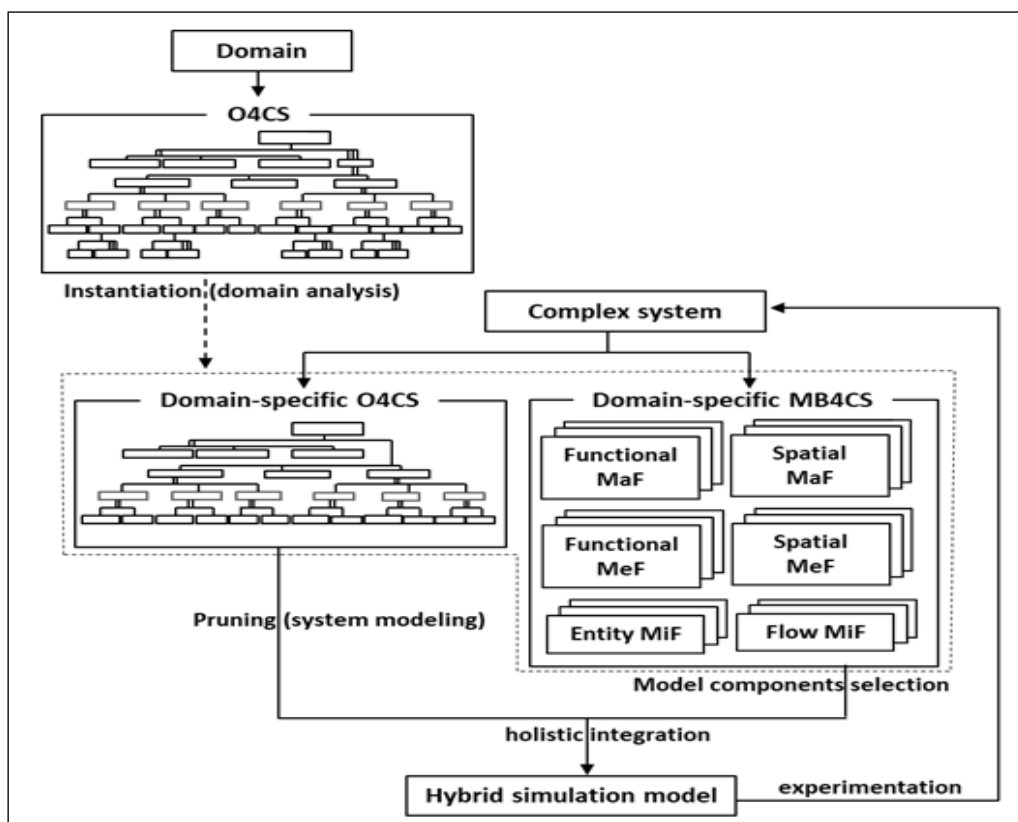 Domain
O4CS
Instantiation (domain analysis)
Complex system
Domain-specific O4CS
Domain-specific MB4CS
Functional
MaF
Spatial
MaF
Functional
MeF
Spatial
MeF
Entity MiF
Flow MiF
Pruning (system modeling)
Model components selection
holistic integration
Hybrid simulation model
experimentation